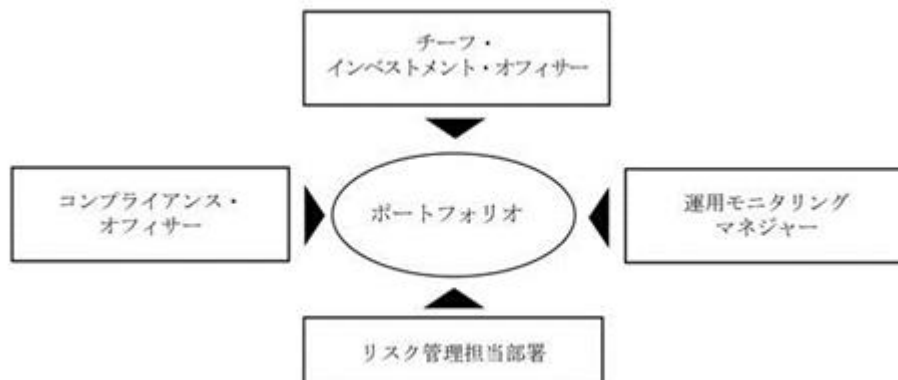 チーフ・
インベストメント・オフィサー
コンプライアンス・
オフィサー
ポートフォリオ
運用モニタリング
マネジャー
リスク管理担当部署